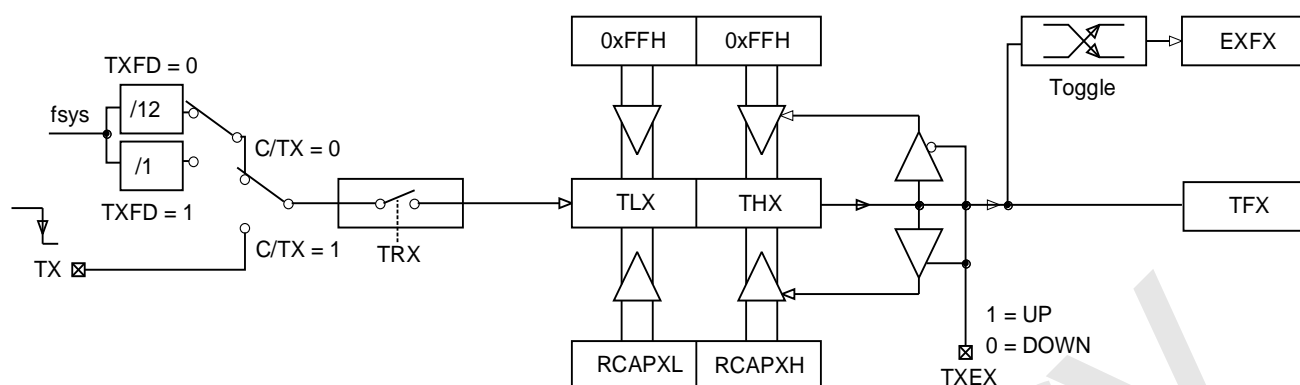 0xFFH 0xFFH EXFX
TXFD = 0
Toggle
fsys
/12
C/TX = 0
/1
TLX THX TFX
TXFD = 1
C/TX = 1
TRX
TX
1 = UP
0 = DOWN
RCAPXL RCAPXH
TXEX